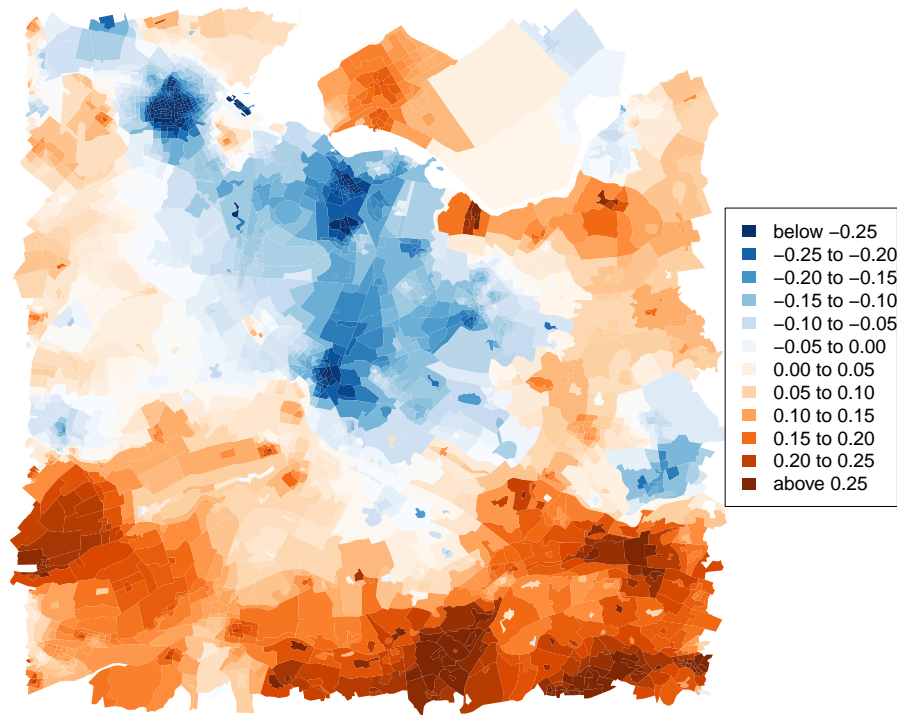 below −0.25
−0.25 to −0.20
−0.20 to −0.15
−0.15 to −0.10
−0.10 to −0.05
−0.05 to 0.00
0.00 to 0.05
0.05 to 0.10
0.10 to 0.15
0.15 to 0.20
0.20 to 0.25
above 0.25